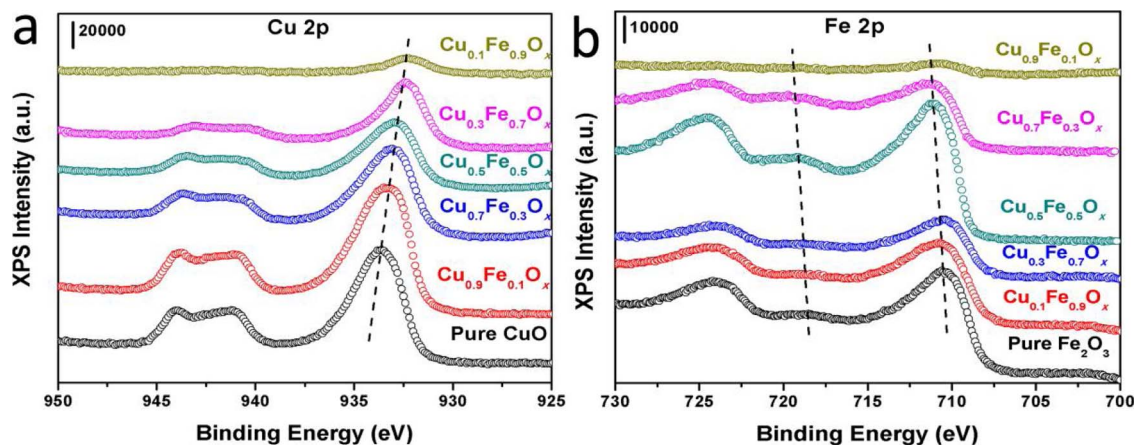 a
20000
Cu 2p
Cu0.1Fe0.9Ox
Cu0.3Fe0.7Ox
Cu0.5Fe0.5Ox
Cu0.7Fe0.3Ox
Cu0.9Fe0.1Ox
Pure CuO
XPS Intensity (a.u.)
950 945 940 935 930 925
Binding Energy (eV)
b
10000
Fe 2p
Cu0.9Fe0.1Ox
Cu0.7Fe0.3Ox
Cu0.5Fe0.5Ox
Cu0.3Fe0.7Ox
Cu0.1Fe0.9Ox
Pure Fe2O3
XPS Intensity (a.u.)
730 725 720 715 710 705 700
Binding Energy (eV)